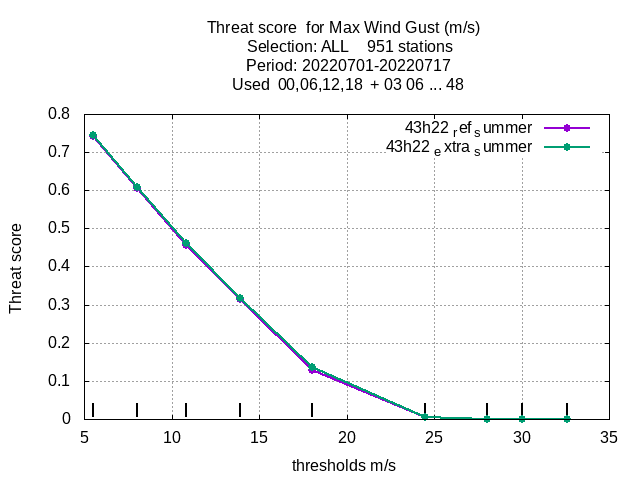 Threat score  for Max Wind Gust (m/s)
Selection: ALL    951 stations
Period: 20220701-20220717
Used  00,06,12,18  + 03 06 ... 48
43h22 ref summer
43h22 extra summer
Threat score
0.8
0.7
0.6
0.5
0.4
0.3
0.2
0.1
0
5 10 15 20 25 30 35
thresholds m/s